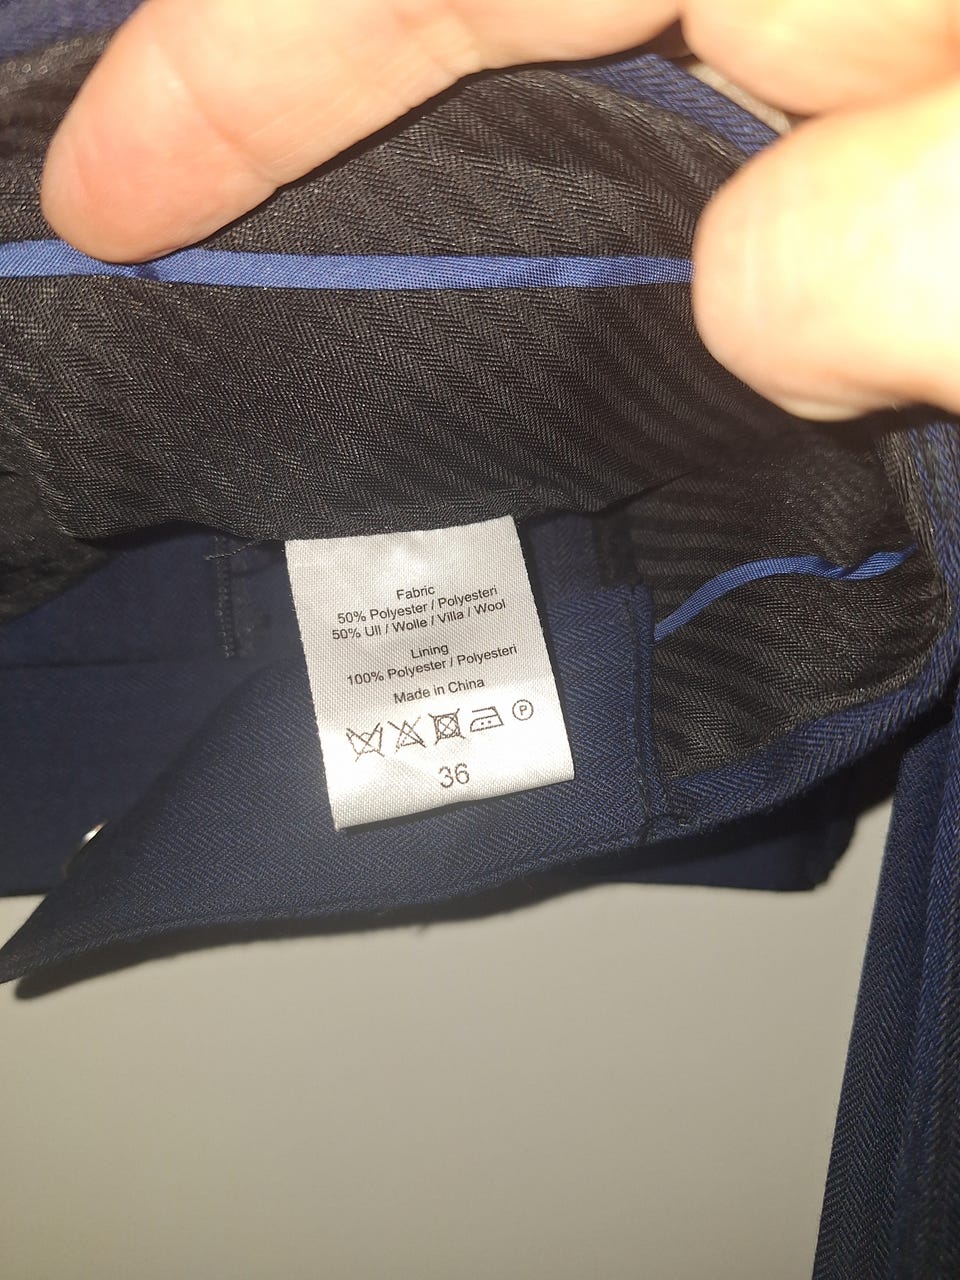 Fabric
50% Polyester / Polyesteri
50% Ull / Wolle / Villa / Wool
Lining
100% Polyester / Polyesteri
Made in China
P
36